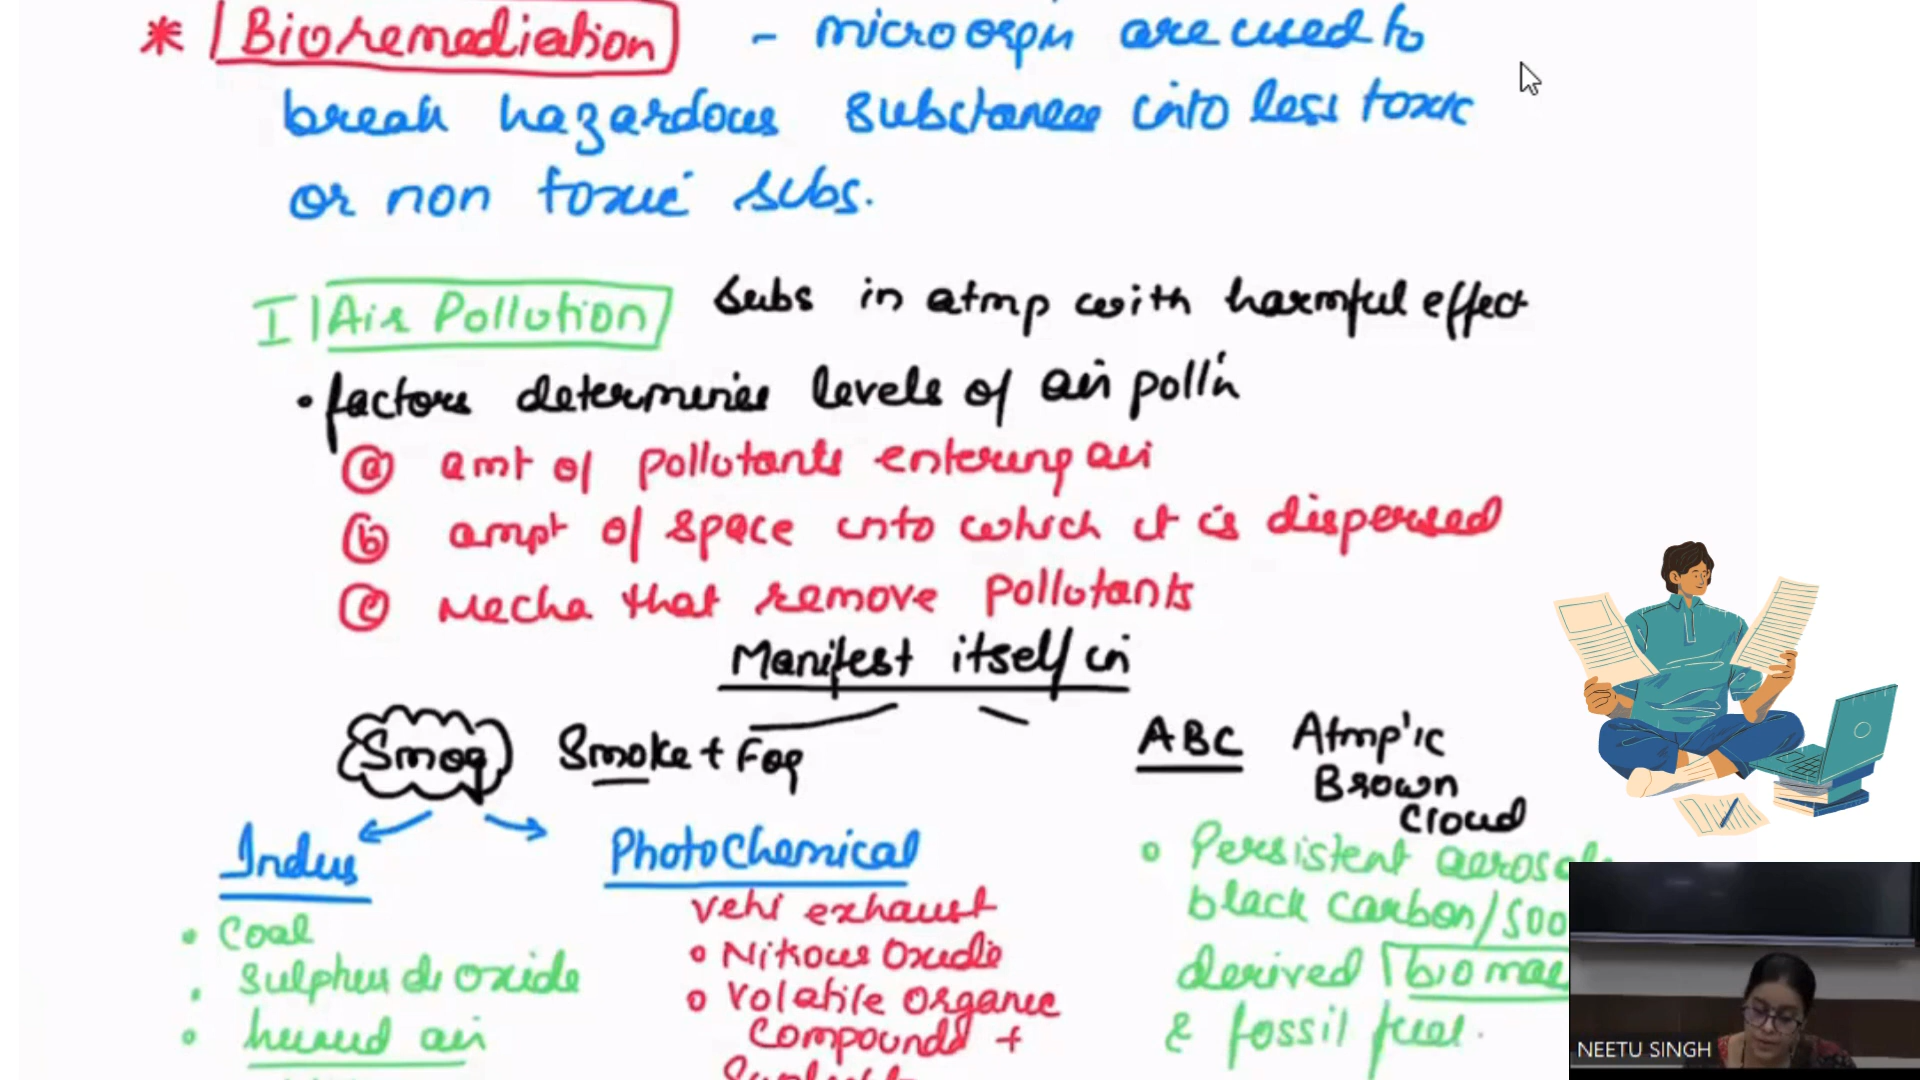 * Bioremediation - microorgm are used to
break hazardous substances into less toxic
or non toxic subs.
I Air Pollution subs in atmp with harmful effect
• factors determines levels of air poll'n
(a) amt of pollutants entering air
(b) ampt of space into which it is dispersed
(c) Mecha that remove pollutants
Manifest itself in
Smog Smoke + Fog
ABC Atmp'ic
Brown
Cloud
Indus
• Coal
• Sulpher di oxide
• humid air
PhotoChemical
Vehi exhaust
o Nitrous Oxide
o Volatile Organic
Compounds +
o Persistent
black carbon/
derived
& fossil fuel.
NEETU SINGH